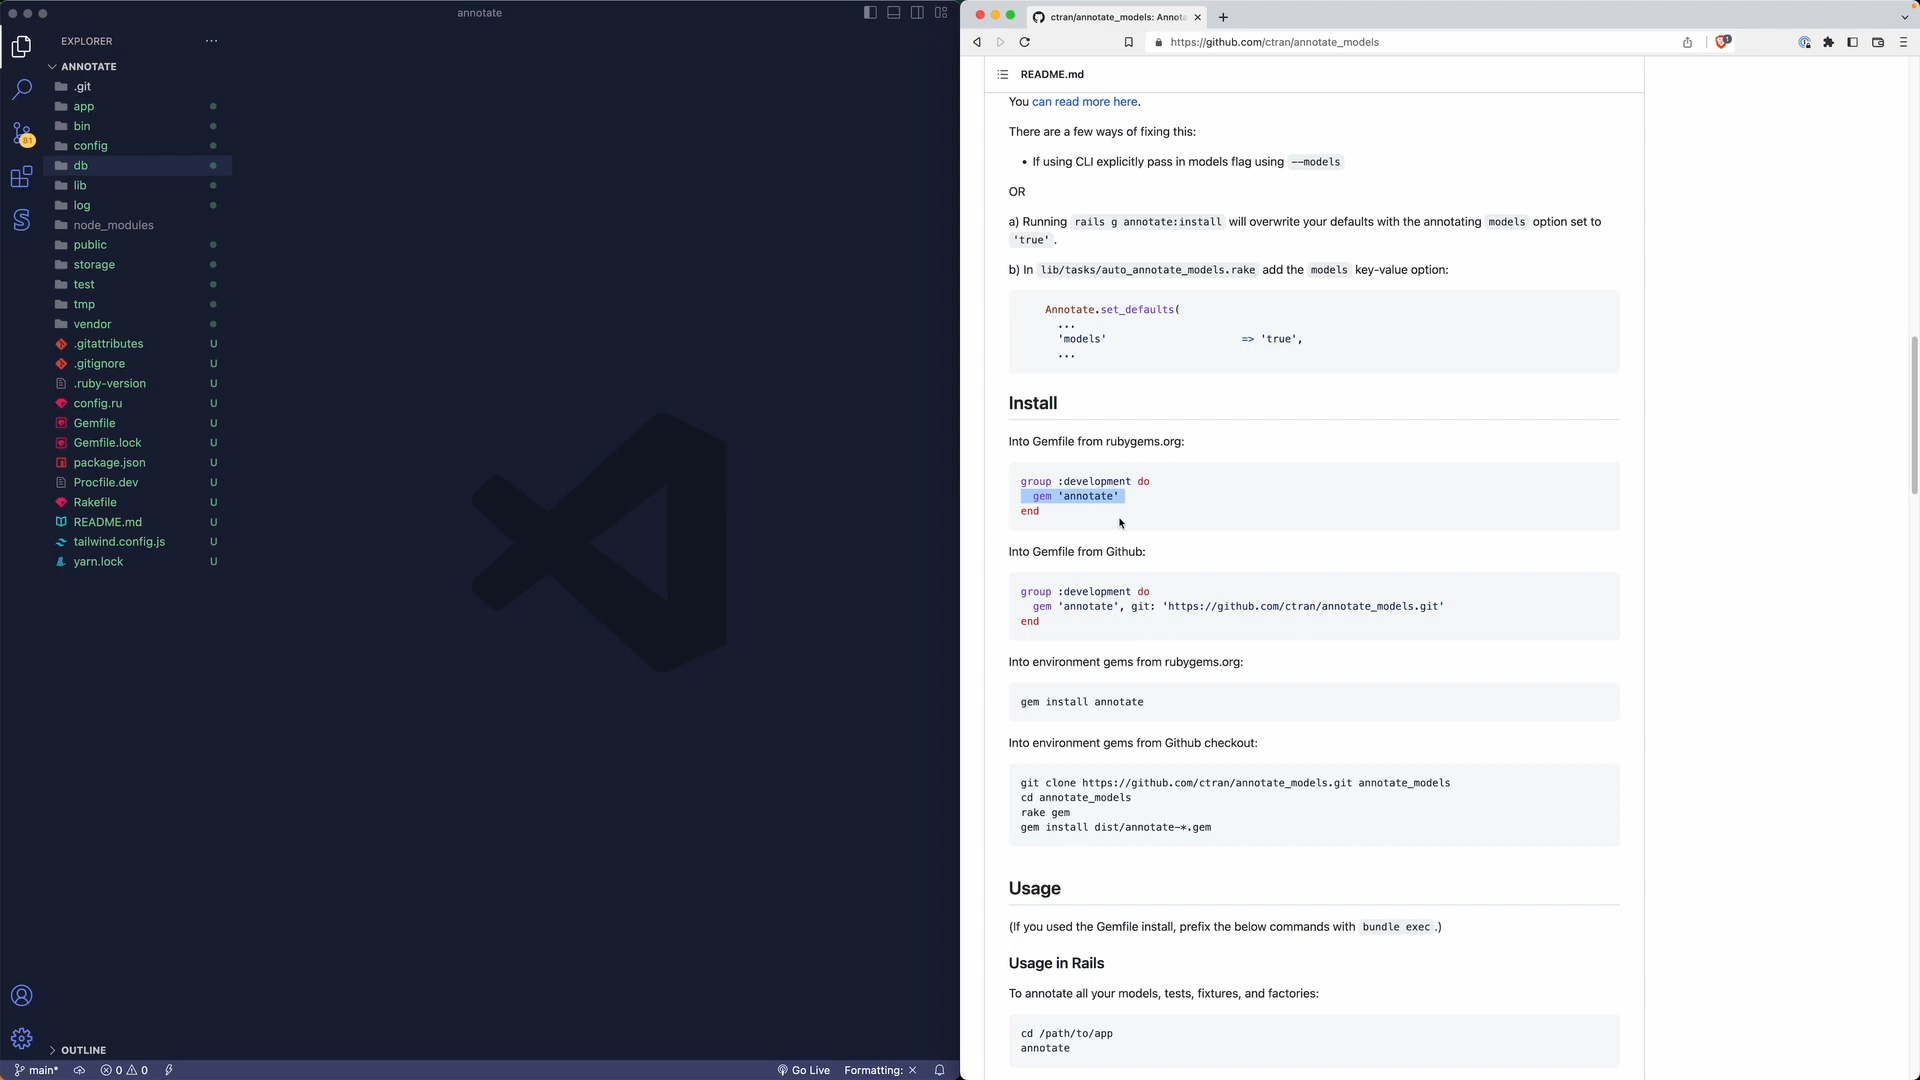 annotate
EXPLORER
ANNOTATE
.git
app
bin
config
db
lib
log
node_modules
public
storage
test
tmp
vendor
.gitattributes U
.gitignore U
.ruby-version U
config.ru U
Gemfile U
Gemfile.lock U
package.json U
Procfile.dev U
Rakefile U
README.md U
tailwind.config.js U
yarn.lock U
81
OUTLINE
main* 0 0 Go Live Formatting: ×
ctran/annotate_models: Annota
https://github.com/ctran/annotate_models
1
README.md
You can read more here.
There are a few ways of fixing this:
• If using CLI explicitly pass in models flag using --models
OR
a) Running rails g annotate:install will overwrite your defaults with the annotating models option set to
'true' .
b) In lib/tasks/auto_annotate_models.rake add the models key-value option:
Annotate.set_defaults(
...
'models' => 'true',
...
Install
Into Gemfile from rubygems.org:
group :development do
gem 'annotate'
end
Into Gemfile from Github:
group :development do
gem 'annotate', git: 'https://github.com/ctran/annotate_models.git'
end
Into environment gems from rubygems.org:
gem install annotate
Into environment gems from Github checkout:
git clone https://github.com/ctran/annotate_models.git annotate_models
cd annotate_models
rake gem
gem install dist/annotate-*.gem
Usage
(If you used the Gemfile install, prefix the below commands with bundle exec .)
Usage in Rails
To annotate all your models, tests, fixtures, and factories:
cd /path/to/app
annotate